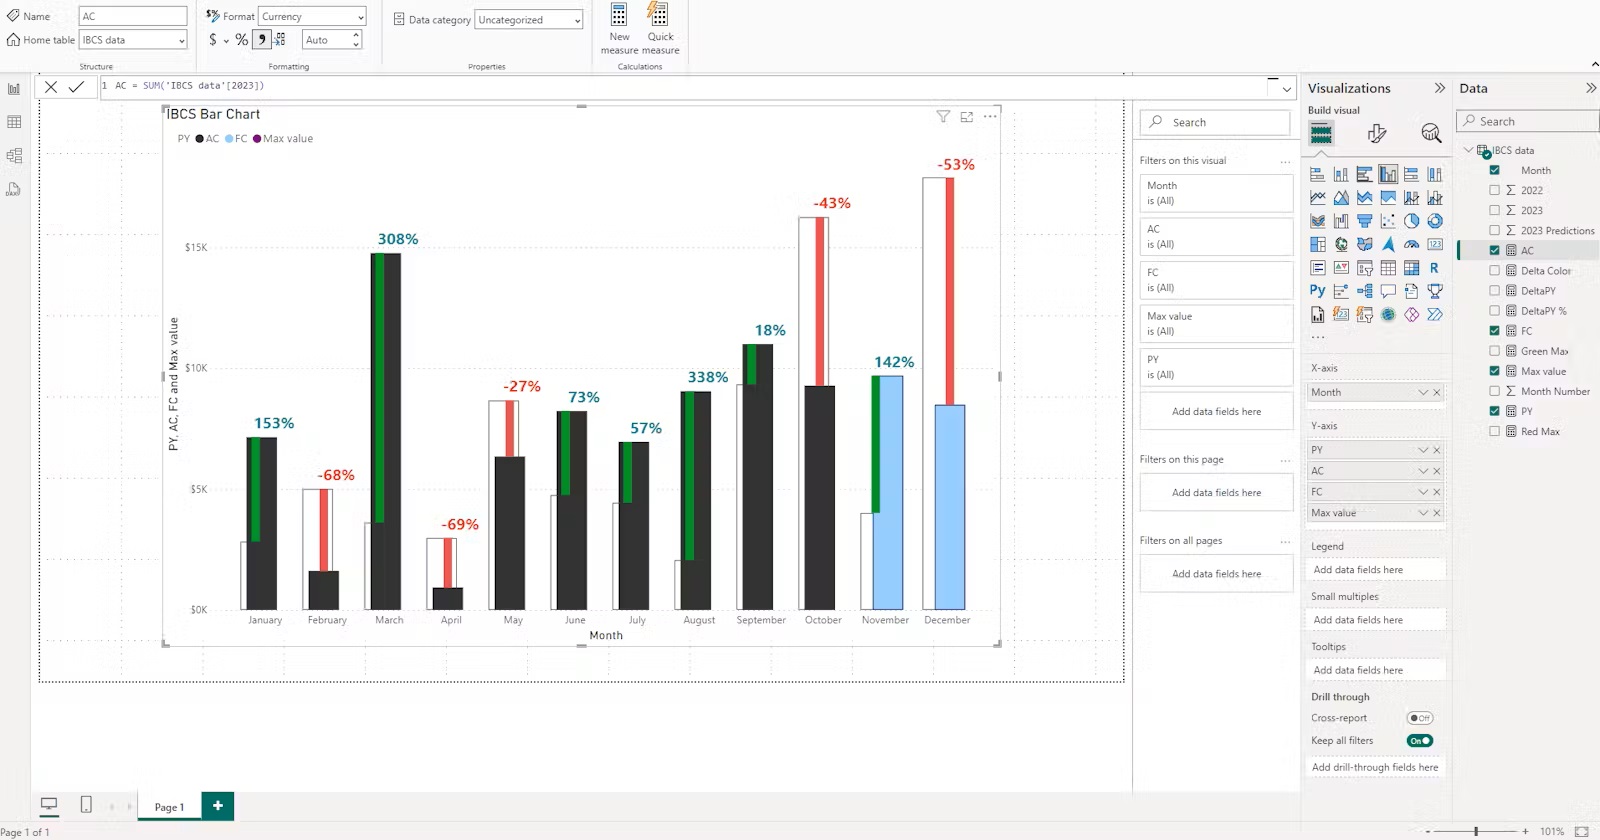 Name
AC
Home table
IBCS data
Structure
$% Format
Currency
$ % 9
Auto
Formatting
Data category
Uncategorized
Properties
New measure
Quick measure
Calculations
1 AC = SUM('IBCS data'[2023])
IBCS Bar Chart
PY AC FC Max value
PY, AC, FC and Max value
$15K
$10K
$5K
$0K
153%
-68%
308%
-69%
-27%
73%
57%
338%
18%
-43%
142%
-53%
January
February
March
April
May
June
July
August
September
October
November
December
Month
Page 1
+
Page 1 of 1
Search
Filters on this visual
...
Month
is (All)
AC
is (All)
FC
is (All)
Max value
is (All)
PY
is (All)
Add data fields here
Filters on this page
...
Add data fields here
Filters on all pages
...
Add data fields here
Visualizations
Build visual
123
R
Py
...
X-axis
Month
Y-axis
PY
AC
FC
Max value
Legend
Add data fields here
Small multiples
Add data fields here
Tooltips
Add data fields here
Drill through
Cross-report
Off
Keep all filters
On
Add drill-through fields here
Data
Search
IBCS data
Month
∑ 2022
∑ 2023
∑ 2023 Predictions
AC
Delta Color
DeltaPY
DeltaPY %
FC
Green Max
Max value
∑ Month Number
PY
Red Max
- + 101%